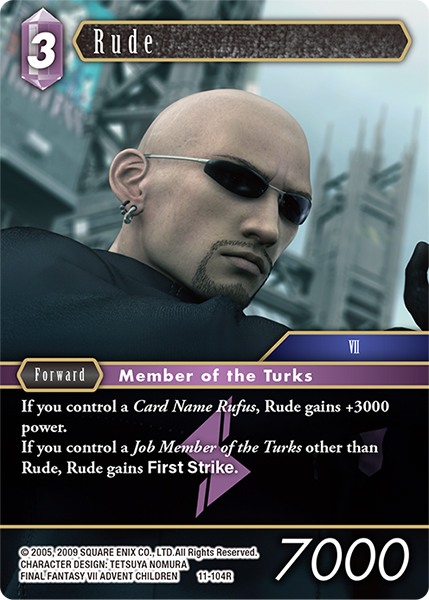 3
Rude
VII
Forward
Member of the Turks
If you control a Card Name Rufus, Rude gains +3000
power.
If you control a Job Member of the Turks other than
Rude, Rude gains First Strike.
© 2005, 2009 SQUARE ENIX CO., LTD.All Rights Reserved.
CHARACTER DESIGN: TETSUYA NOMURA
FINAL FANTASY VII ADVENT CHILDREN
11-104R
7000